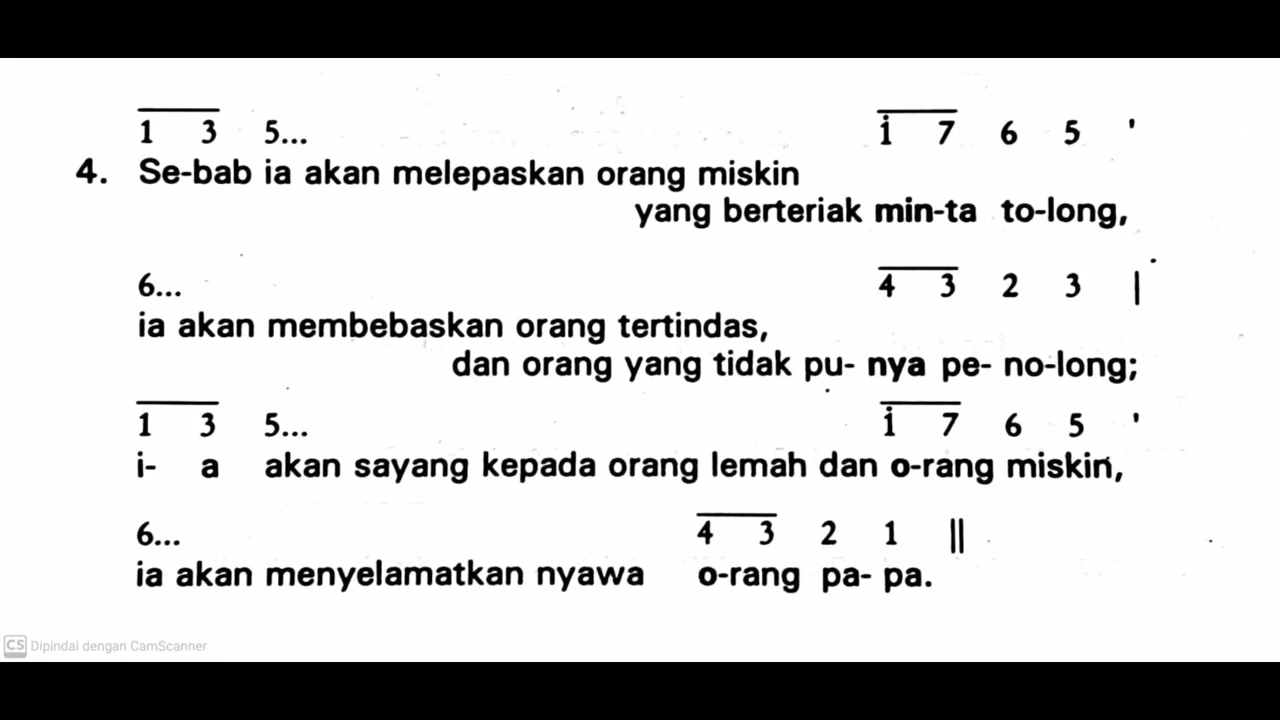 1 3 5... i 7 6 5 '
4. Se-bab ia akan melepaskan orang miskin
yang berteriak min-ta to-long,
6... 4 3 2 3 |
ia akan membebaskan orang tertindas,
dan orang yang tidak pu- nya pe- no-long;
1 3 5... i 7 6 5 '
i- a akan sayang kepada orang lemah dan o-rang miskin,
6... 4 3 2 1 ||
ia akan menyelamatkan nyawa o-rang pa- pa.
CS Dipindai dengan CamScanner